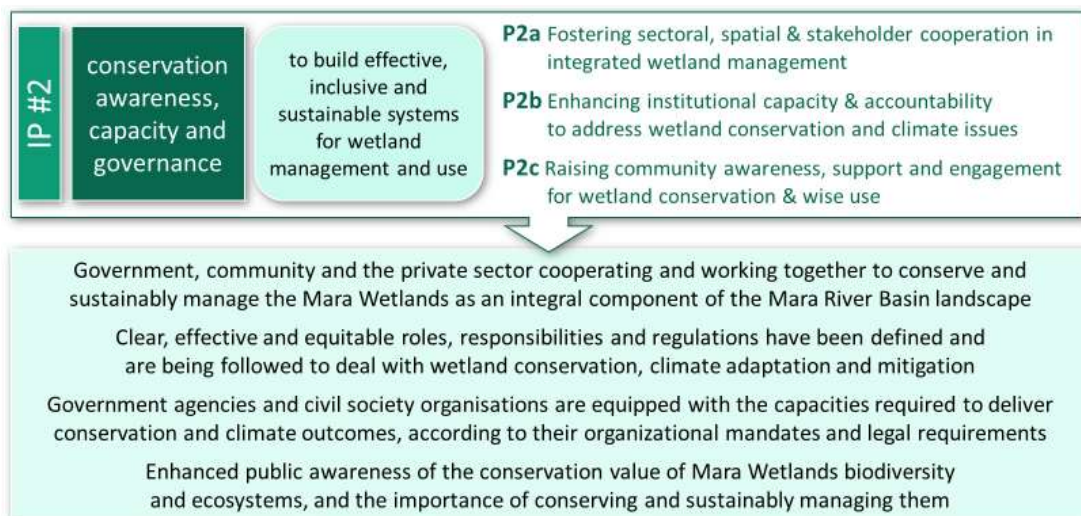 IP #2
conservation
awareness,
capacity and
governance
to build effective,
inclusive and
sustainable systems
for wetland
management and use
P2a Fostering sectoral, spatial & stakeholder cooperation in
integrated wetland management
P2b Enhancing institutional capacity & accountability
to address wetland conservation and climate issues
P2c Raising community awareness, support and engagement
for wetland conservation & wise use
Government, community and the private sector cooperating and working together to conserve and
sustainably manage the Mara Wetlands as an integral component of the Mara River Basin landscape
Clear, effective and equitable roles, responsibilities and regulations have been defined and
are being followed to deal with wetland conservation, climate adaptation and mitigation
Government agencies and civil society organisations are equipped with the capacities required to deliver
conservation and climate outcomes, according to their organizational mandates and legal requirements
Enhanced public awareness of the conservation value of Mara Wetlands biodiversity
and ecosystems, and the importance of conserving and sustainably managing them